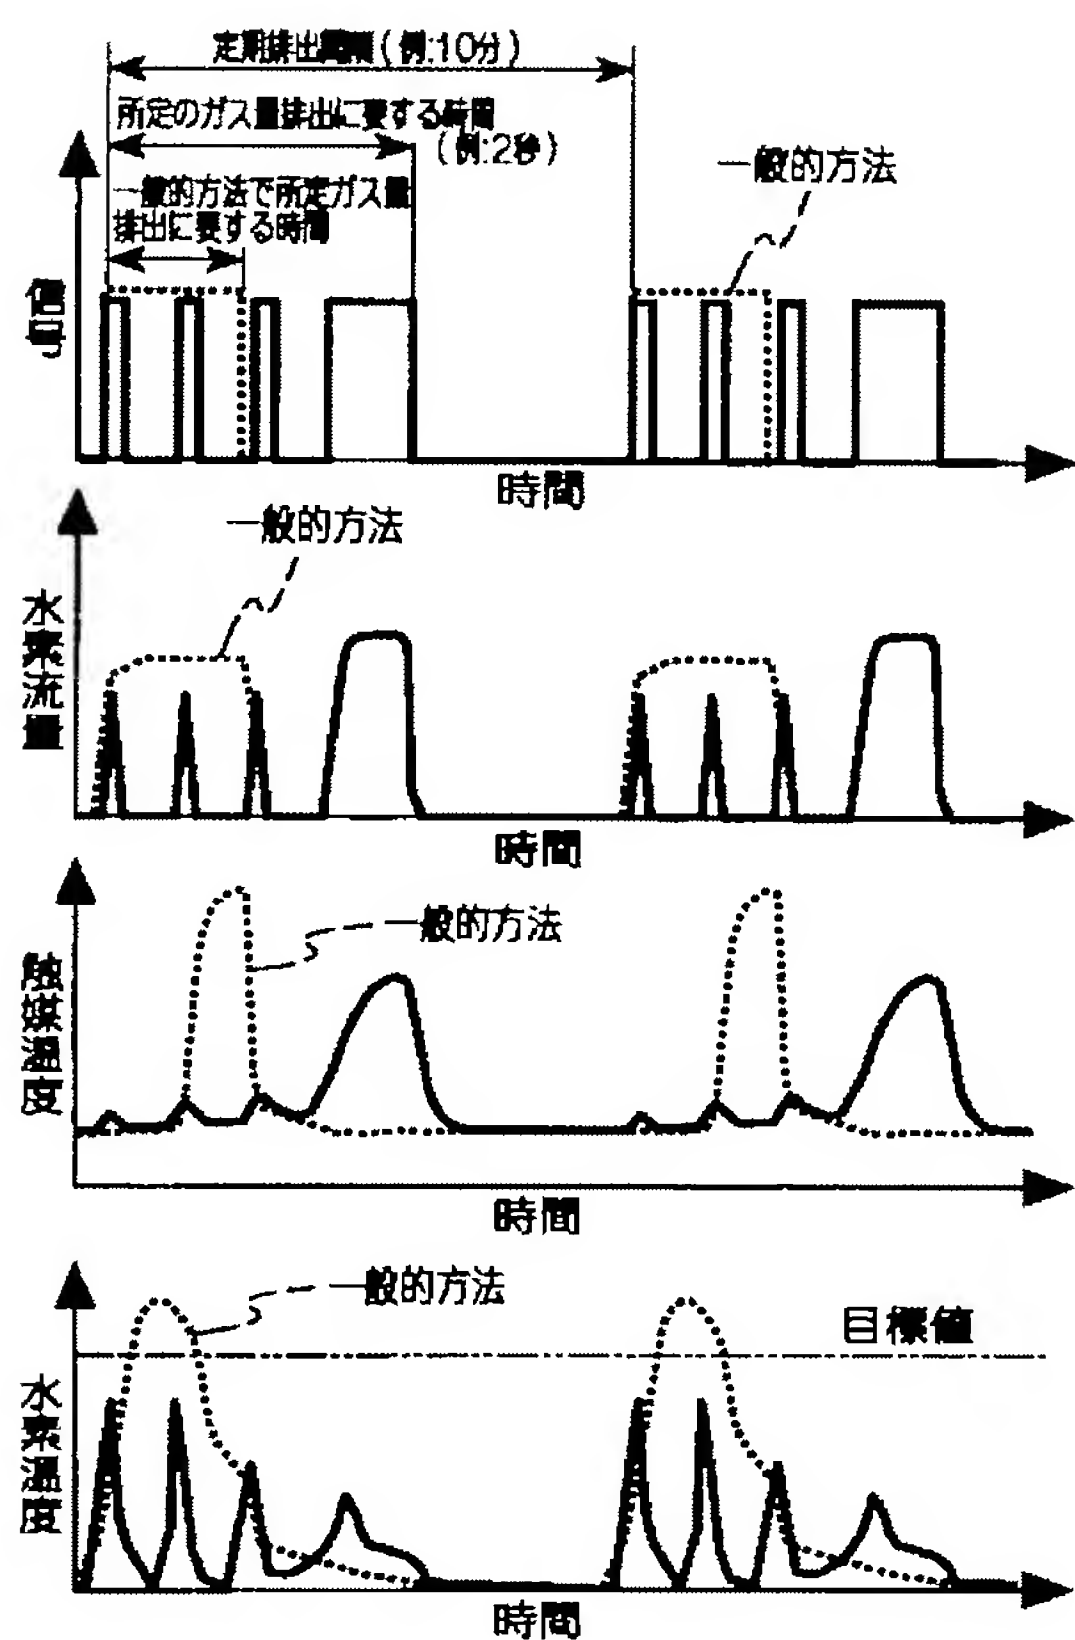 定期排出間隔(例:10分)
所定のガス量排出に要する時間
(例:2秒)
一般的方法で所定ガス量
排出に要する時間
一般的方法
信号
時間
一般的方法
水素流量
時間
一般的方法
触媒温度
時間
一般的方法
目標値
水素温度
時間